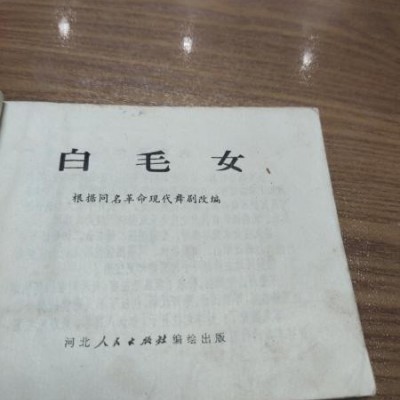 白毛女
根据同名革命现代舞剧改编
河北人民出版社编绘出版